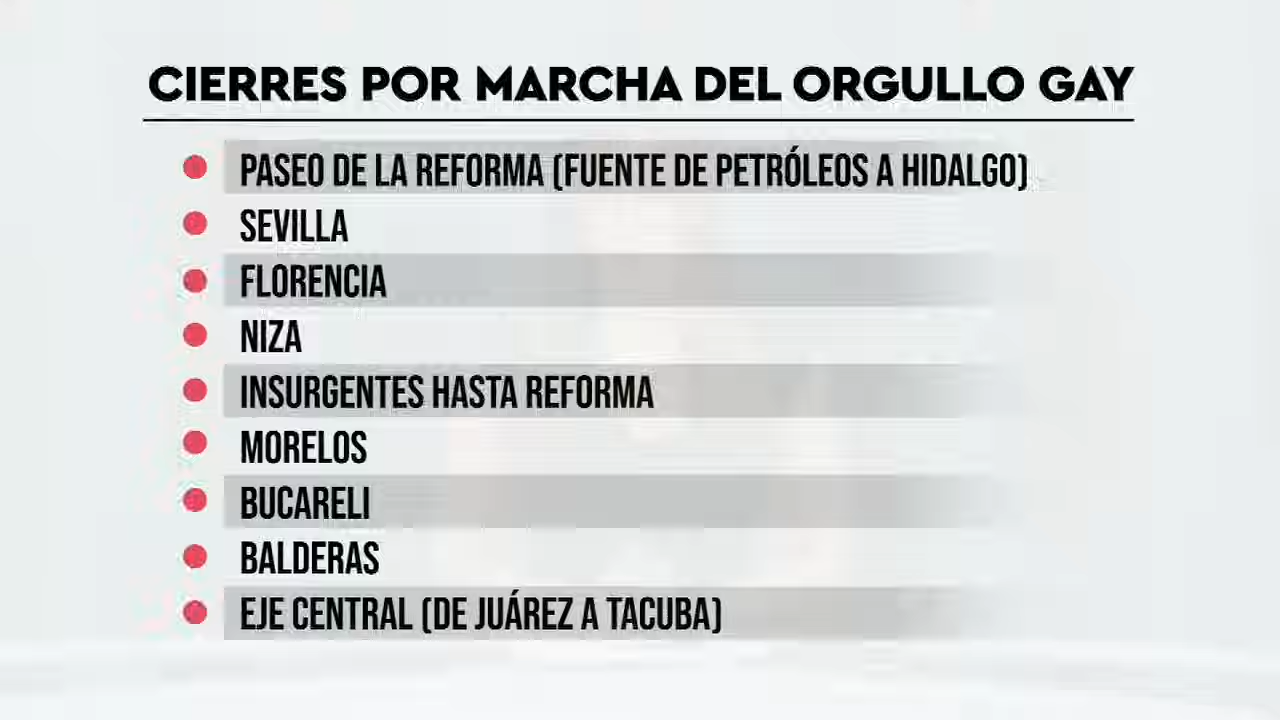 CIERRES POR MARCHA DEL ORGULLO GAY
PASEO DE LA REFORMA (FUENTE DE PETRÓLEOS A HIDALGO)
SEVILLA
FLORENCIA
NIZA
INSURGENTES HASTA REFORMA
MORELOS
BUCARELI
BALDERAS
EJE CENTRAL (DE JUÁREZ A TACUBA)